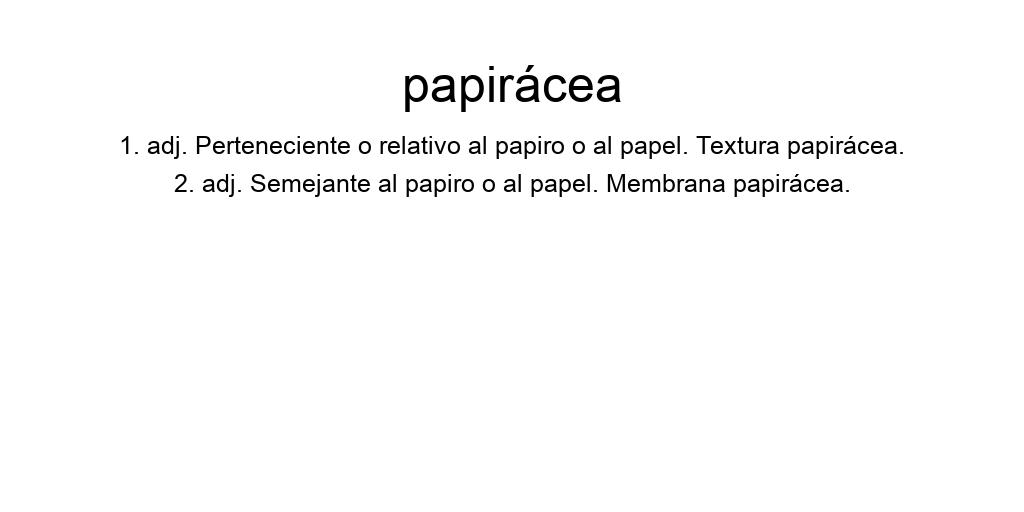 papirácea
1. adj. Perteneciente o relativo al papiro o al papel. Textura papirácea.
2. adj. Semejante al papiro o al papel. Membrana papirácea.